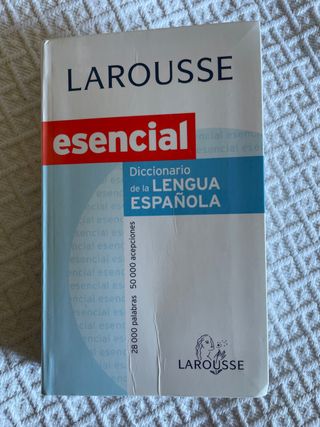 LAROUSSE
esencial
Diccionario
de la LENGUA
ESPAÑOLA
28 000 palabras 50 000 acepciones
LAROUSSE